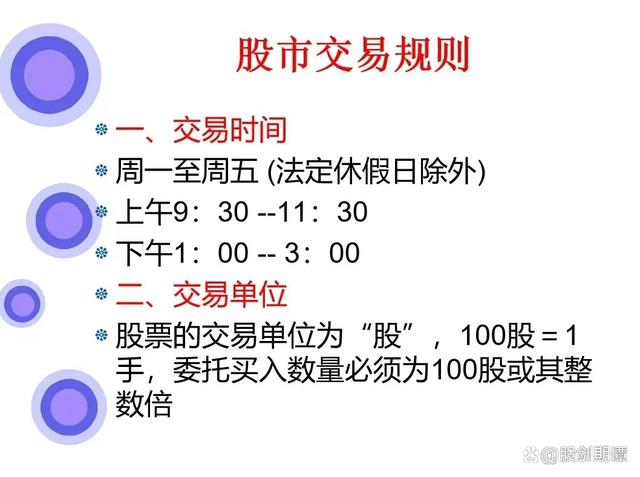 股市交易规则
一、交易时间
周一至周五 (法定休假日除外)
上午9：30 --11：30
下午1：00 -- 3：00
二、交易单位
股票的交易单位为“股”，100股＝1
手，委托买入数量必须为100股或其整
数倍
股剑期谭